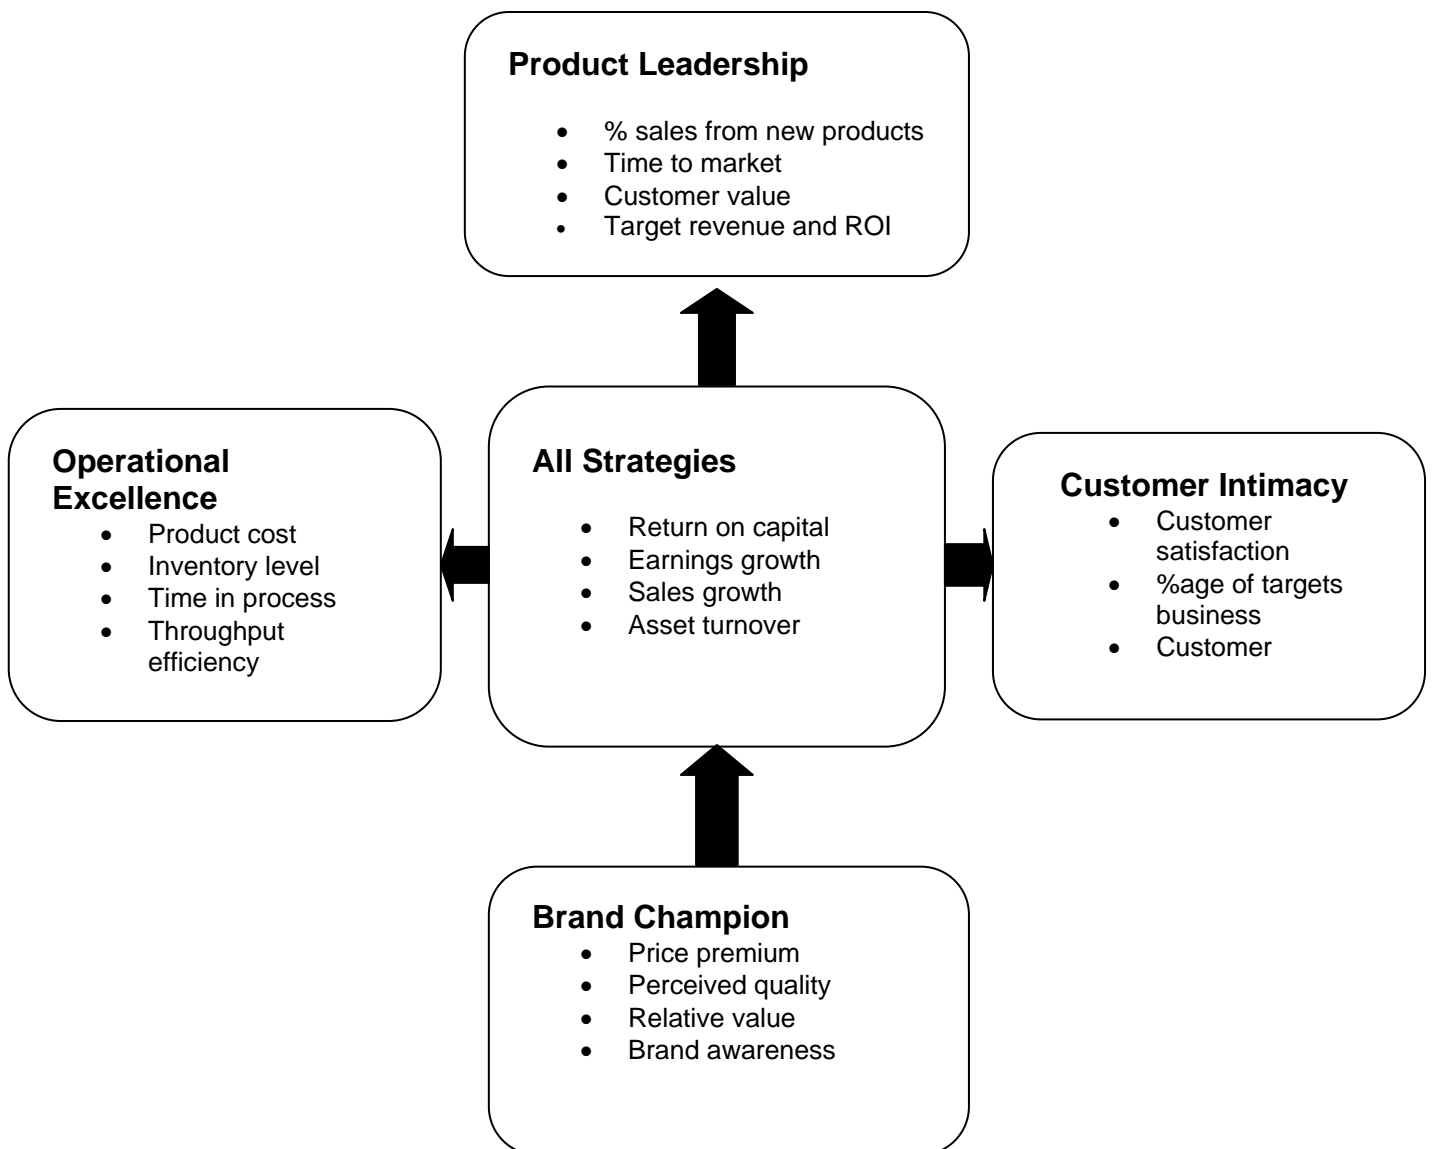 Product Leadership
• % sales from new products
• Time to market
• Customer value
• Target revenue and ROI
Operational
Excellence
• Product cost
• Inventory level
• Time in process
• Throughput
efficiency
All Strategies
• Return on capital
• Earnings growth
• Sales growth
• Asset turnover
Customer Intimacy
• Customer
satisfaction
• %age of targets
business
• Customer
Brand Champion
• Price premium
• Perceived quality
• Relative value
• Brand awareness